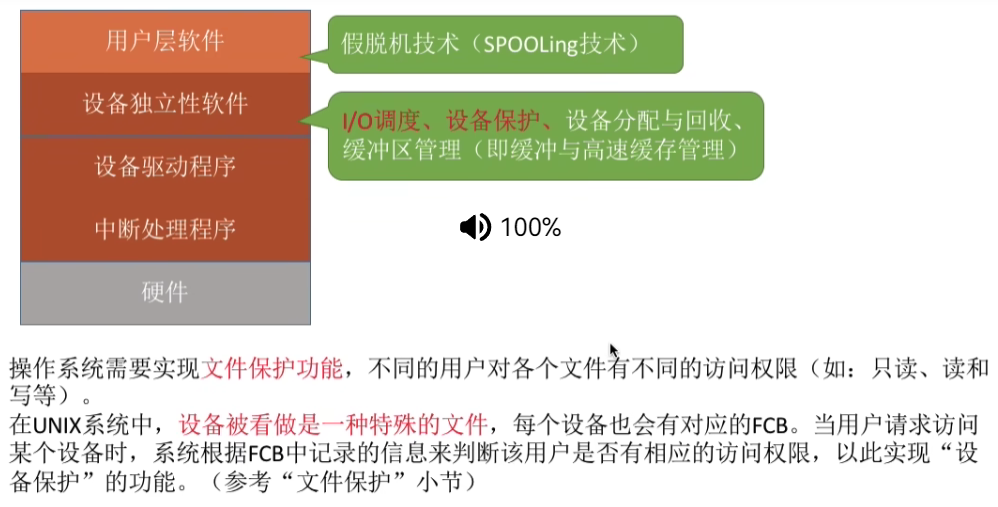 用户层软件
假脱机技术（SPOOLing技术）
设备独立性软件
I/O调度、设备保护、设备分配与回收、
缓冲区管理（即缓冲与高速缓存管理）
设备驱动程序
中断处理程序
100%
硬件
操作系统需要实现文件保护功能，不同的用户对各个文件有不同的访问权限（如：只读、读和
写等）。
在UNIX系统中，设备被看做是一种特殊的文件，每个设备也会有对应的FCB。当用户请求访问
某个设备时，系统根据FCB中记录的信息来判断该用户是否有相应的访问权限，以此实现“设
备保护”的功能。（参考“文件保护”小节）